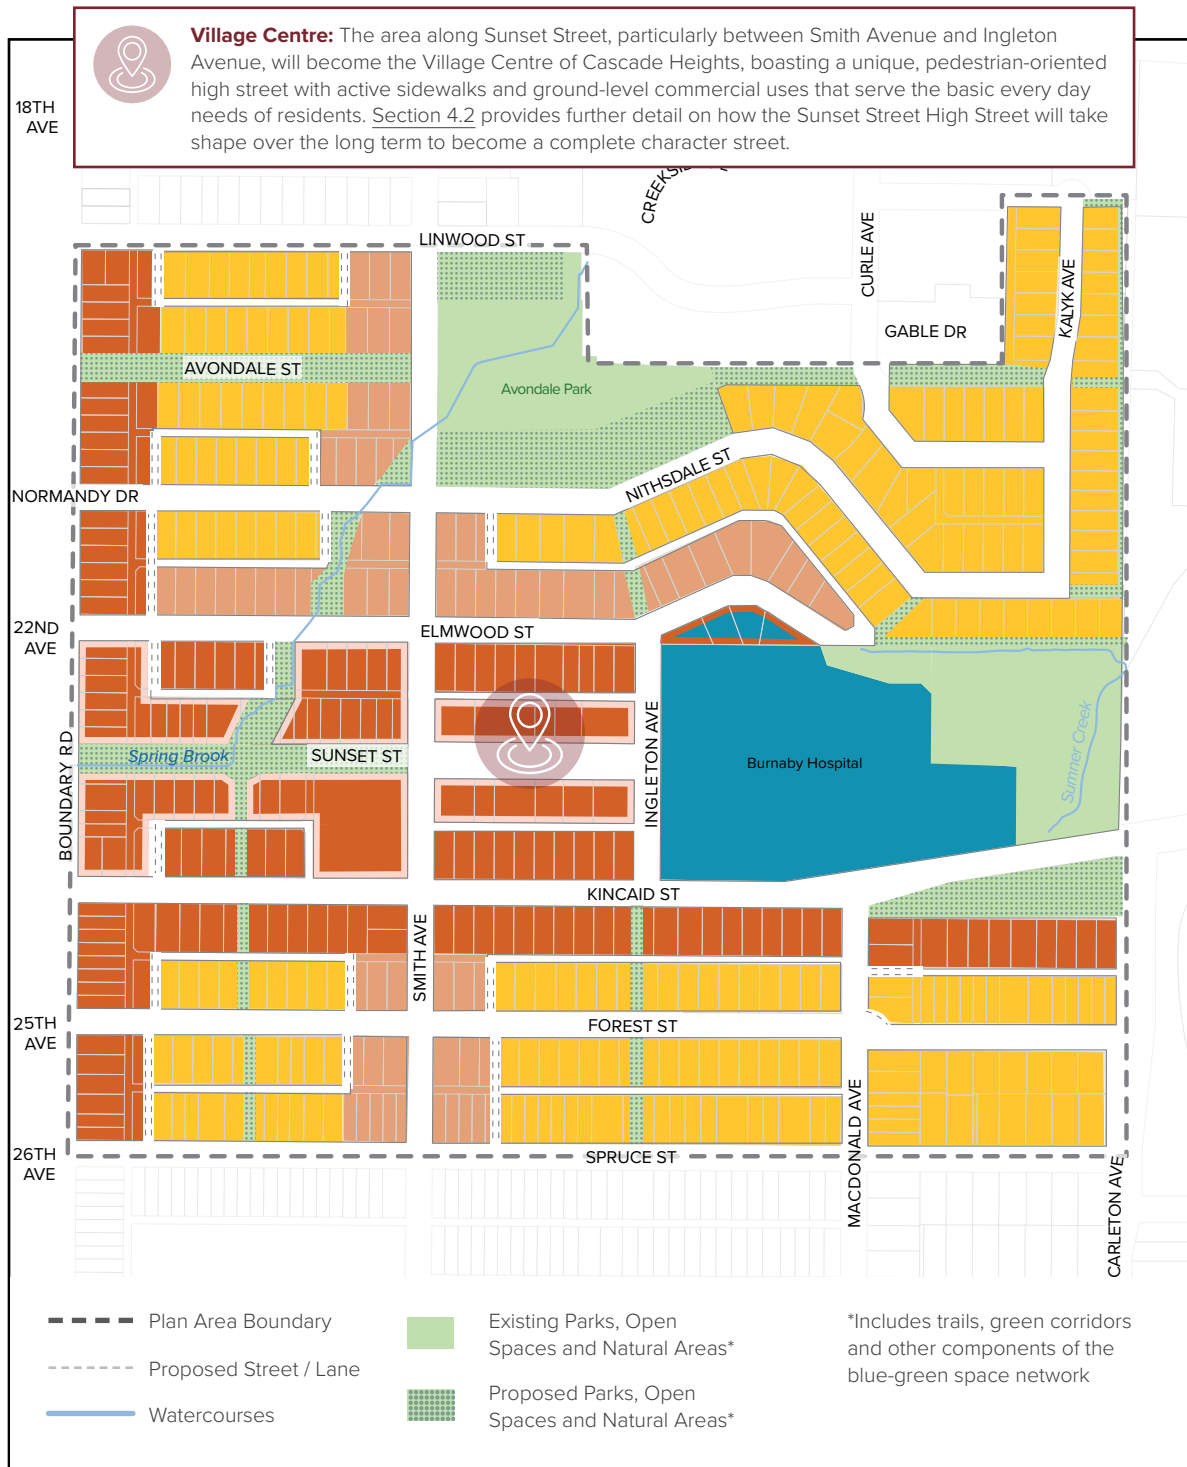 Village Centre: The area along Sunset Street, particularly between Smith Avenue and Ingleton
Avenue, will become the Village Centre of Cascade Heights, boasting a unique, pedestrian-oriented
high street with active sidewalks and ground-level commercial uses that serve the basic every day
needs of residents. Section 4.2 provides further detail on how the Sunset Street High Street will take
shape over the long term to become a complete character street.
18TH
AVE
LINWOOD ST
CURLE AVE
KALYK AVE
GABLE DR
AVONDALE ST
Avondale Park
NITHSDALE ST
NORMANDY DR
22ND
AVE
ELMWOOD ST
BOUNDARY RD
Spring Brook
SUNSET ST
INGLETON AVE
Burnaby Hospital
Sumner Creek
KINCAID ST
SMITH AVE
25TH
AVE
FOREST ST
MACDONALD AVE
26TH
AVE
SPRUCE ST
CARLETON AVE
Plan Area Boundary
Proposed Street / Lane
Watercourses
Existing Parks, Open
Spaces and Natural Areas*
Proposed Parks, Open
Spaces and Natural Areas*
*Includes trails, green corridors
and other components of the
blue-green space network